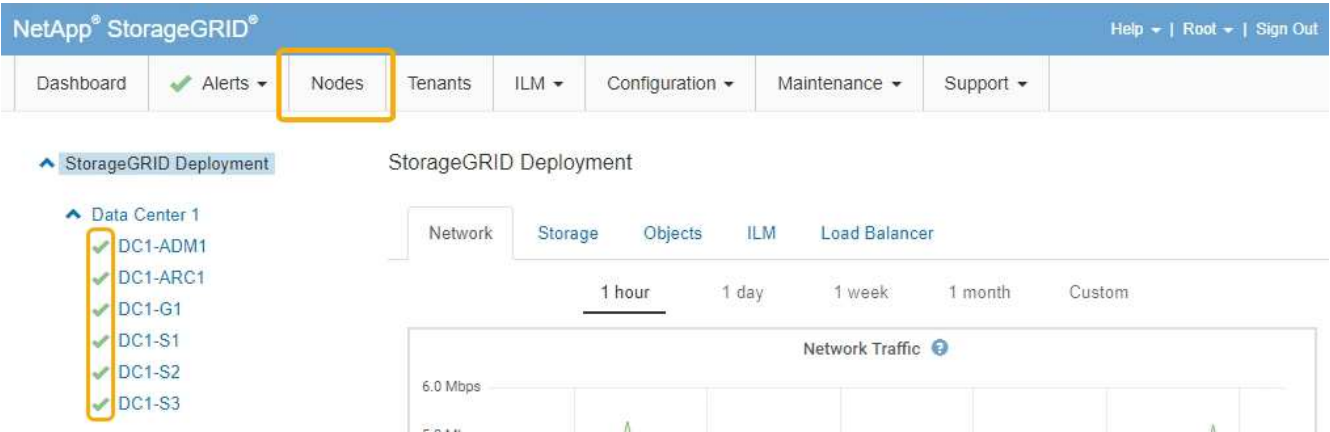 NetApp® StorageGRID®
Help | Root | Sign Out
Dashboard Alerts Nodes Tenants ILM Configuration Maintenance Support
StorageGRID Deployment
Data Center 1
DC1-ADM1
DC1-ARC1
DC1-G1
DC1-S1
DC1-S2
DC1-S3
StorageGRID Deployment
Network Storage Objects ILM Load Balancer
1 hour 1 day 1 week 1 month Custom
Network Traffic ?
6.0 Mbps